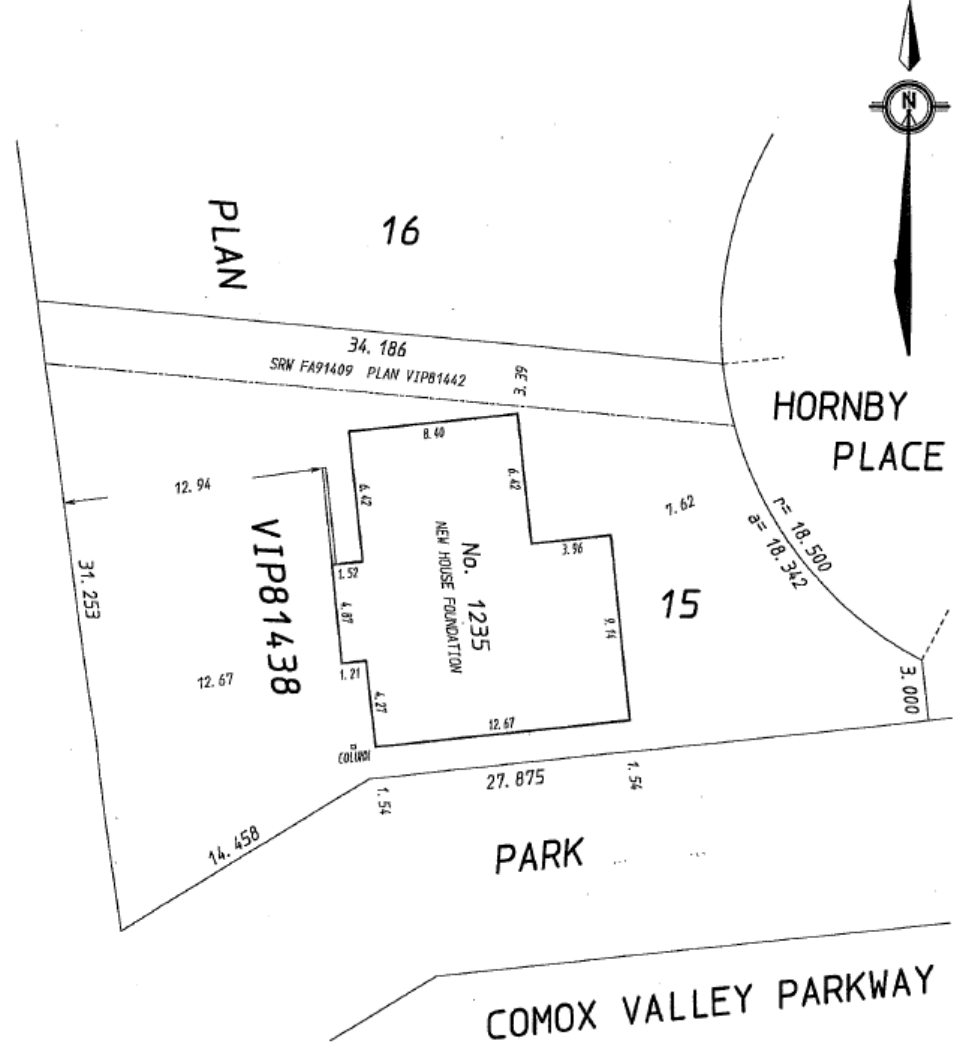 N
PLAN
16
34.186
SRW FA91409 PLAN VIP81442
3.39
HORNBY
PLACE
8.40
6.42
6.42
12.94
7.62
r= 18.500
a= 18.342
VIP81438
No. 1235
NEW HOUSE FOUNDATION
3.96
1.52
31.253
4.87
15
9.14
12.67
1.21
3.000
4.27
12.67
27.875
1.54
1.54
14.458
PARK
COMOX VALLEY PARKWAY